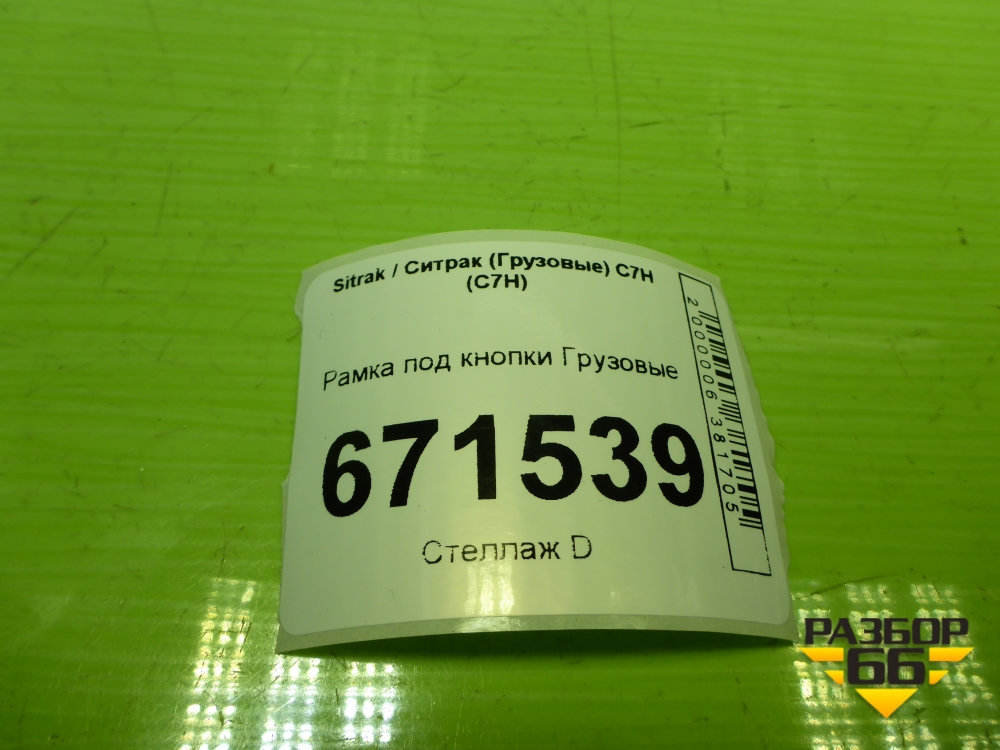 Sitrak / Ситрак (Грузовые) C7H
(C7H)
Рамка под кнопки Грузовые
671539
Стеллаж D
2000006381705
РАЗБОР
66